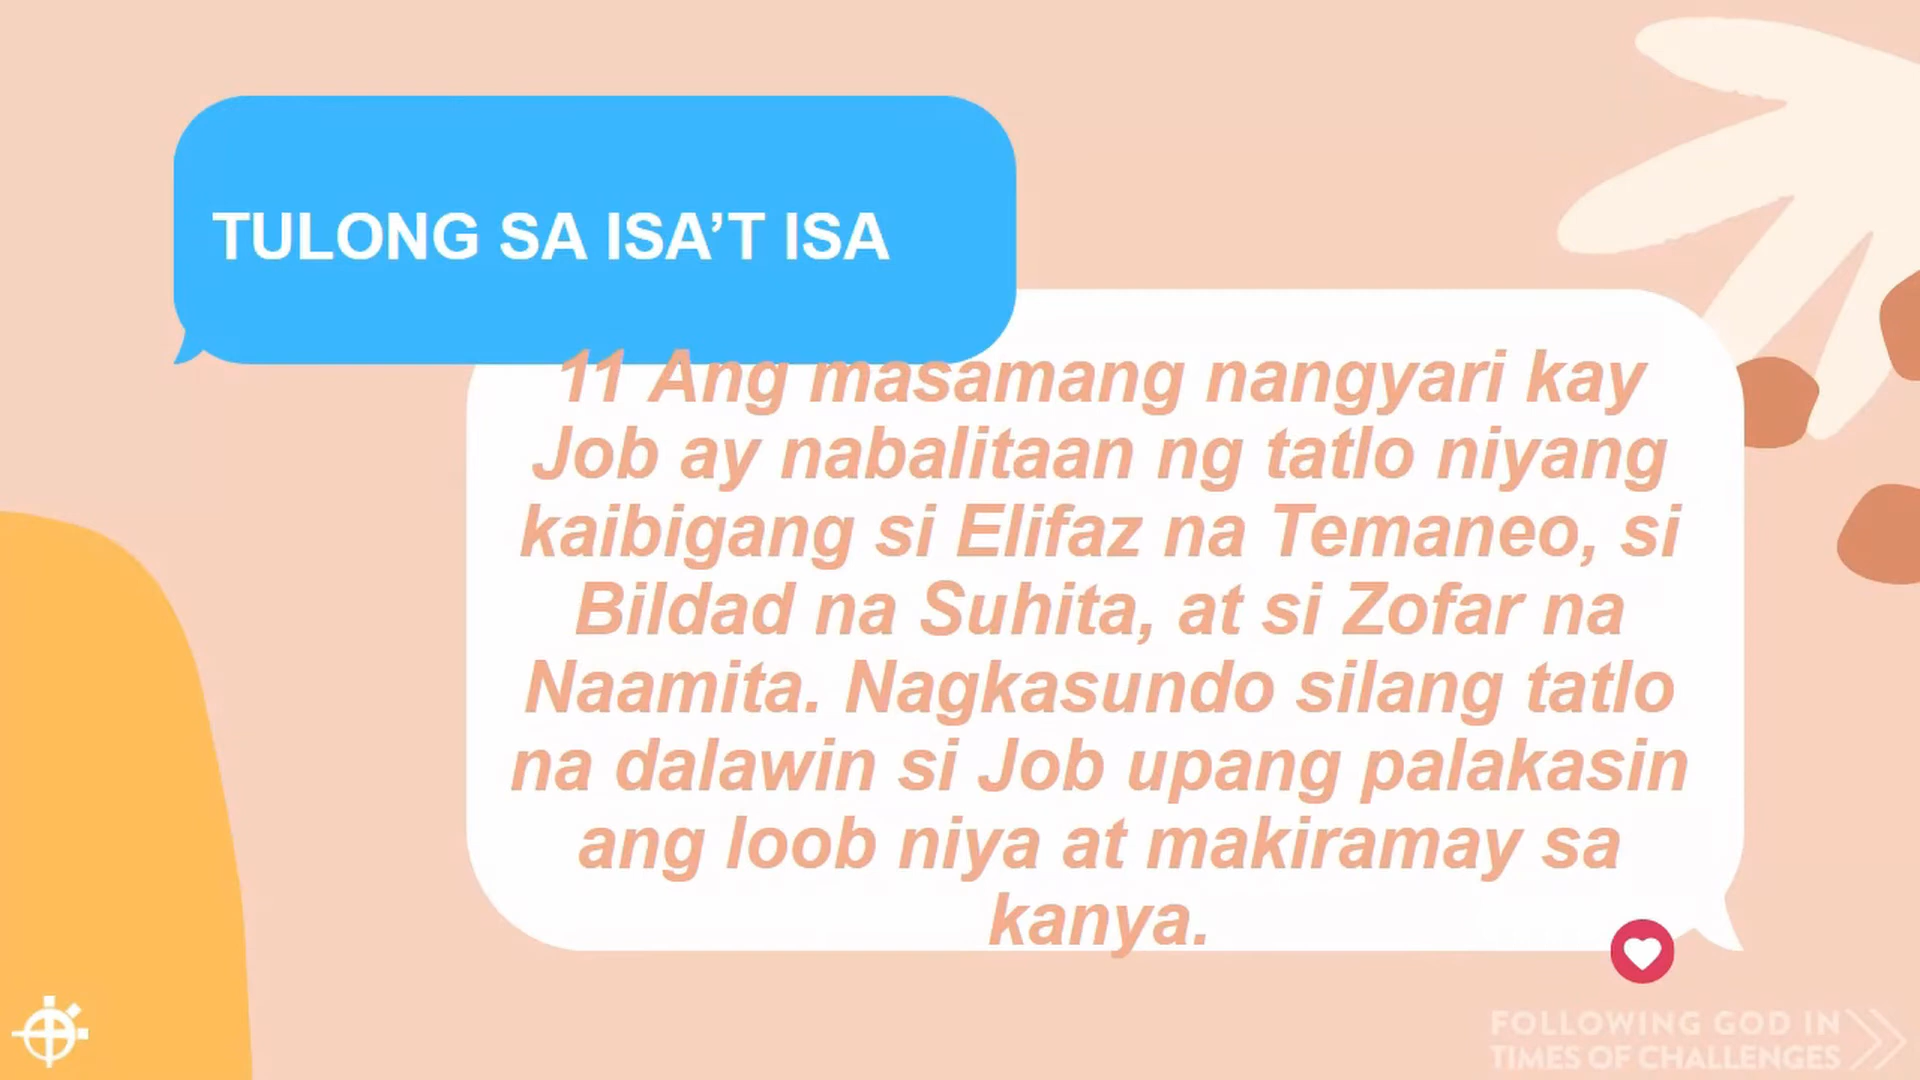 TULONG SA ISA’T ISA
11 Ang masamang nangyari kay
Job ay nabalitaan ng tatlo niyang
kaibigang si Elifaz na Temaneo, si
Bildad na Suhita, at si Zofar na
Naamita. Nagkasundo silang tatlo
na dalawin si Job upang palakasin
ang loob niya at makiramay sa
kanya.
FOLLOWING GOD IN
TIMES OF CHALLENGES